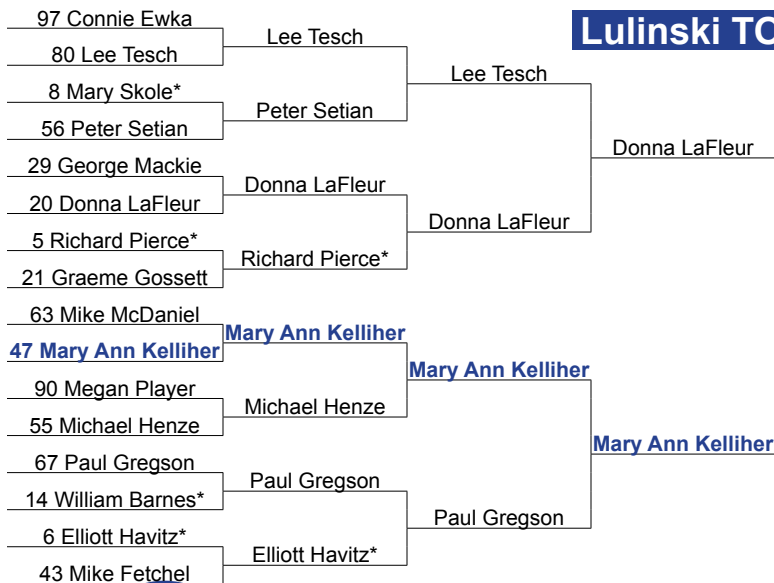 Lulinski TO
97 Connie Ewka
80 Lee Tesch
8 Mary Skole*
56 Peter Setian
29 George Mackie
20 Donna LaFleur
5 Richard Pierce*
21 Graeme Gossett
63 Mike McDaniel
47 Mary Ann Kelliher
90 Megan Player
55 Michael Henze
67 Paul Gregson
14 William Barnes*
6 Elliott Havitz*
43 Mike Fetchel
Lee Tesch
Peter Setian
Donna LaFleur
Richard Pierce*
Mary Ann Kelliher
Michael Henze
Paul Gregson
Elliott Havitz*
Lee Tesch
Donna LaFleur
Mary Ann Kelliher
Paul Gregson
Donna LaFleur
Mary Ann Kelliher